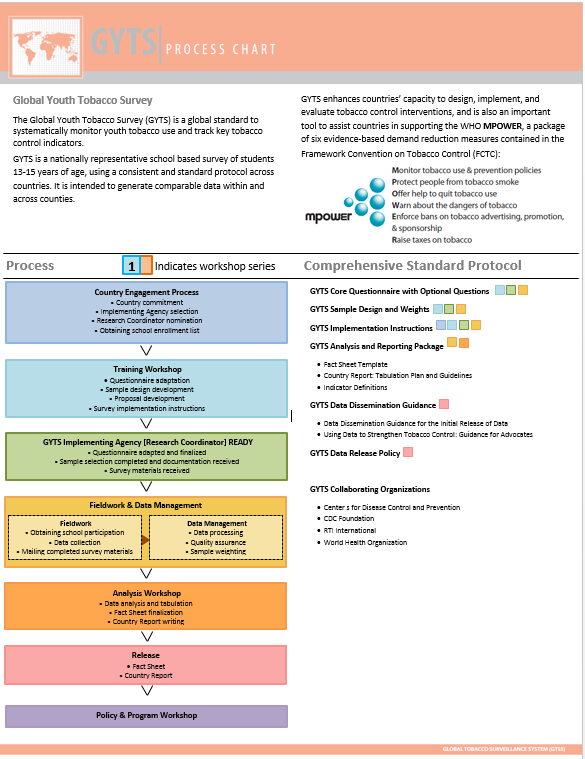 GYTS PROCESS CHART
Global Youth Tobacco Survey
The Global Youth Tobacco Survey (GYTS) is a global standard to
systematically monitor youth tobacco use and track key tobacco
control indicators.
GYTS is a nationally representative school based survey of students
13-15 years of age, using a consistent and standard protocol across
countries. It is intended to generate comparable data within and
across counties.
GYTS enhances countries' capacity to design, implement, and
evaluate tobacco control interventions, and is also an important
tool to assist countries in supporting the WHO MPOWER, a package
of six evidence-based demand reduction measures contained in the
Framework Convention on Tobacco Control (FCTC):
mpower
Monitor tobacco use & prevention policies
Protect people from tobacco smoke
Offer help to quit tobacco use
Warn about the dangers of tobacco
Enforce bans on tobacco advertising, promotion,
& sponsorship
Raise taxes on tobacco
Process
1 Indicates workshop series
Country Engagement Process
• Country commitment
• Implementing Agency selection
• Research Coordinator nomination
• Obtaining school enrollment list
Training Workshop
• Questionnaire adaptation
• Sample design development
• Proposal development
• Survey implementation instructions
GYTS Implementing Agency [Research Coordinator] READY
• Questionnaire adapted and finalized
• Sample selection completed and documentation received
• Survey materials received
Fieldwork & Data Management
Fieldwork
• Obtaining school participation
• Data collection
• Mailing completed survey materials
Data Management
• Data processing
• Quality assurance
• Sample weighting
Analysis Workshop
• Data analysis and tabulation
• Fact Sheet finalization
• Country Report writing
Release
• Fact Sheet
• Country Report
Policy & Program Workshop
Comprehensive Standard Protocol
GYTS Core Questionnaire with Optional Questions
GYTS Sample Design and Weights
GYTS Implementation Instructions
GYTS Analysis and Reporting Package
• Fact Sheet Template
• Country Report: Tabulation Plan and Guidelines
• Indicator Definitions
GYTS Data Dissemination Guidance
• Data Dissemination Guidance for the Initial Release of Data
• Using Data to Strengthen Tobacco Control: Guidance for Advocates
GYTS Data Release Policy
GYTS Collaborating Organizations
• Center s for Disease Control and Prevention
• CDC Foundation
• RTI International
• World Health Organization
GLOBAL TOBACCO SURVEILLANCE SYSTEM (GTSS)